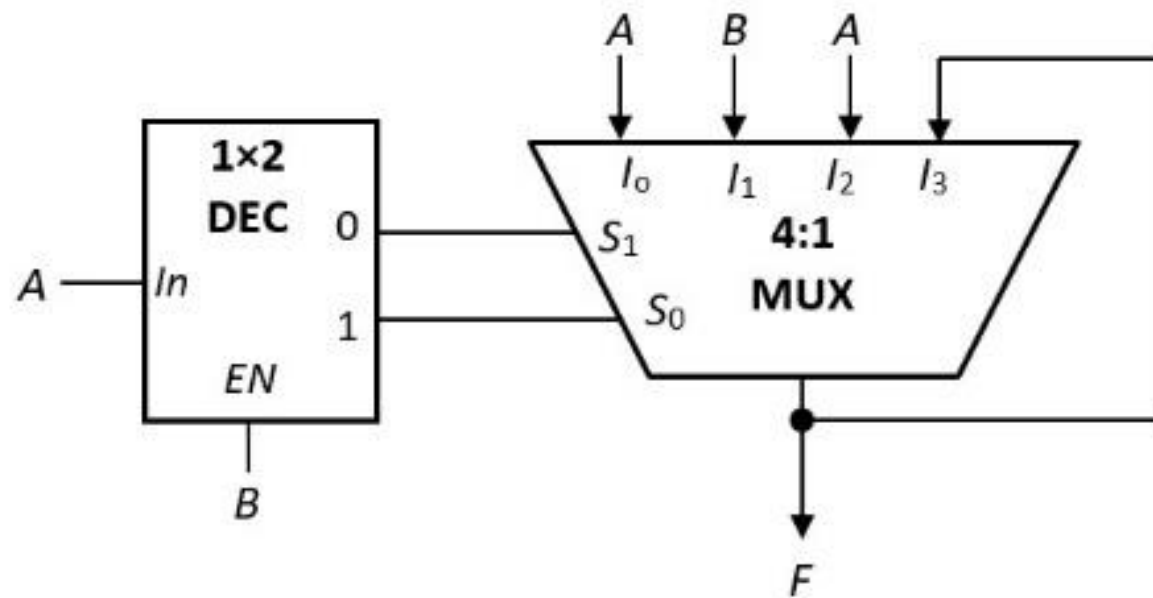 A B A
I₀ I₁ I₂ I₃
1×2
DEC
0
S₁
4:1
MUX
A
In
1
S₀
EN
B
F